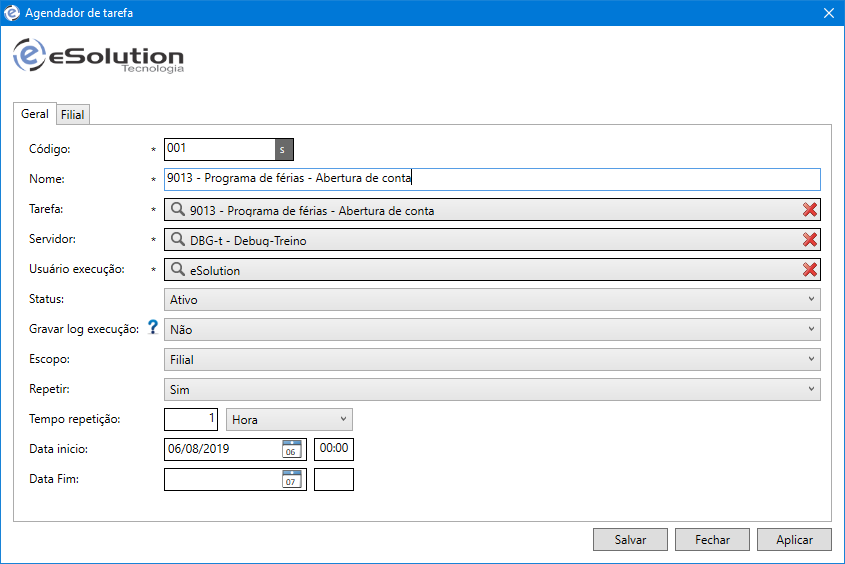 Agendador de tarefa
eSolution
Tecnologia
Geral Filial
Código: * 001 s
Nome: * 9013 - Programa de férias - Abertura de conta
Tarefa: * 9013 - Programa de férias - Abertura de conta
Servidor: * DBG-t - Debug-Treino
Usuário execução: * eSolution
Status: Ativo
Gravar log execução: ? Não
Escopo: Filial
Repetir: Sim
Tempo repetição: 1 Hora
Data inicio: 06/08/2019 06 00:00
Data Fim: 07
Salvar Fechar Aplicar